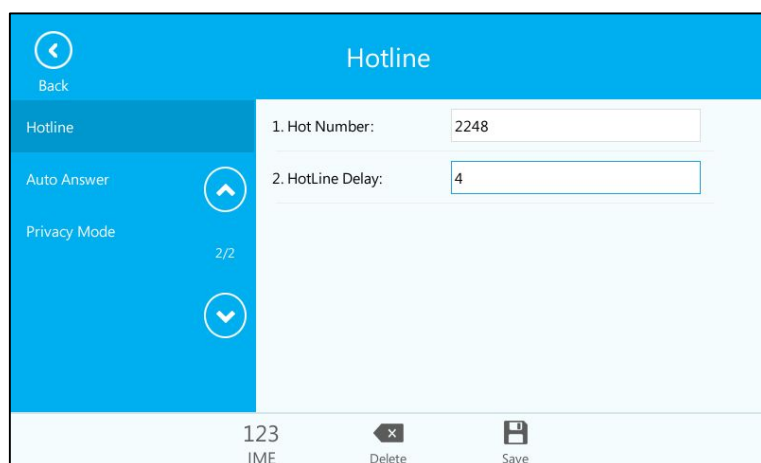 Back
Hotline
Hotline
Auto Answer
Privacy Mode
2/2
1. Hot Number: 2248
2. HotLine Delay: 4
123
IME
Delete
Save